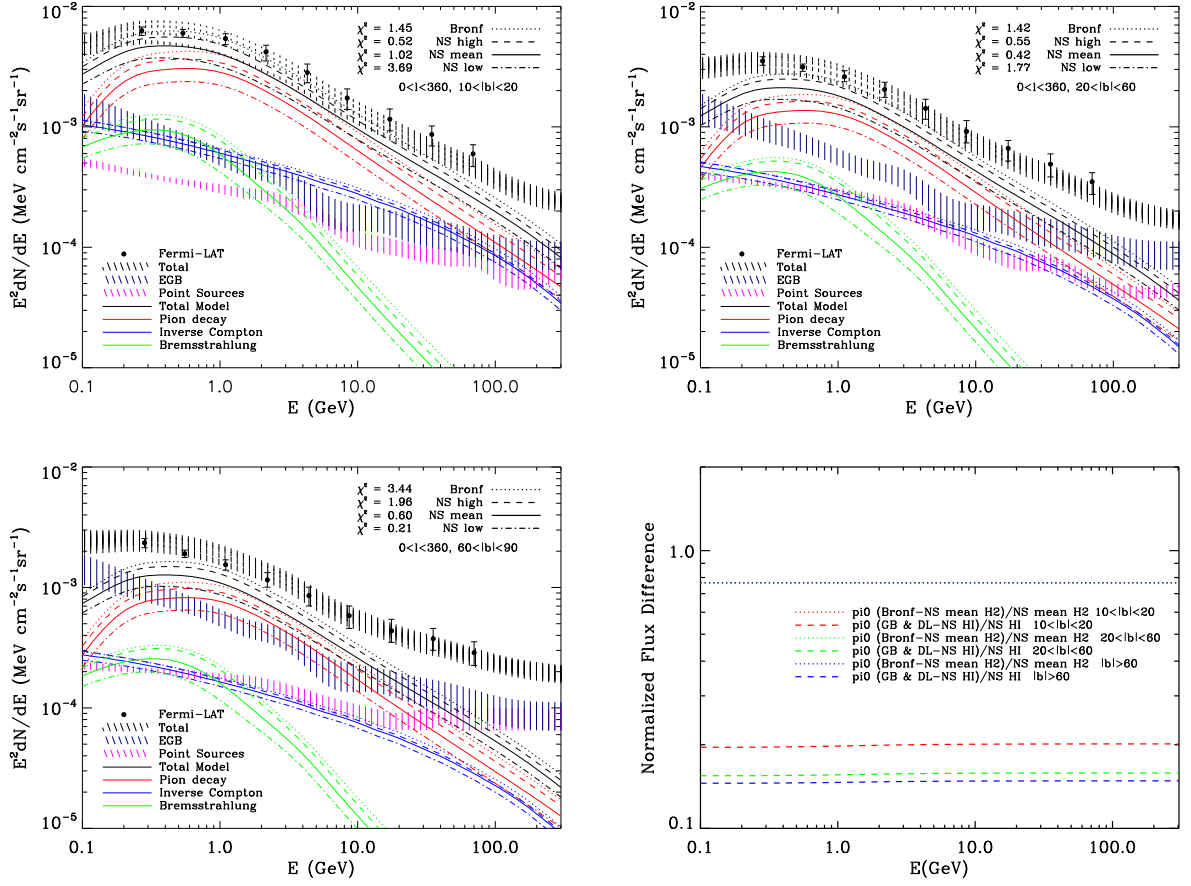 10⁻²
10⁻³
10⁻⁴
10⁻⁵
E²dN/dE (MeV cm⁻²s⁻¹sr⁻¹)
χ² = 1.45 Bronf
χ² = 0.52 NS high
χ² = 1.02 NS mean
χ² = 3.69 NS low
0<l<360, 10<|b|<20
Fermi-LAT
Total
EGB
Point Sources
Total Model
Pion decay
Inverse Compton
Bremsstrahlung
0.1 1.0 10.0 100.0
E (GeV)
10⁻²
10⁻³
10⁻⁴
10⁻⁵
E²dN/dE (MeV cm⁻²s⁻¹sr⁻¹)
χ² = 1.42 Bronf
χ² = 0.55 NS high
χ² = 0.42 NS mean
χ² = 1.77 NS low
0<l<360, 20<|b|<60
Fermi-LAT
Total
EGB
Point Sources
Total Model
Pion decay
Inverse Compton
Bremsstrahlung
0.1 1.0 10.0 100.0
E (GeV)
10⁻²
10⁻³
10⁻⁴
10⁻⁵
E²dN/dE (MeV cm⁻²s⁻¹sr⁻¹)
χ² = 3.44 Bronf
χ² = 1.96 NS high
χ² = 0.60 NS mean
χ² = 0.21 NS low
0<l<360, 60<|b|<90
Fermi-LAT
Total
EGB
Point Sources
Total Model
Pion decay
Inverse Compton
Bremsstrahlung
0.1 1.0 10.0 100.0
E (GeV)
1.0
0.1
Normalized Flux Difference
pi0 (Bronf-NS mean H2)/NS mean H2 10<|b|<20
pi0 (GB & DL-NS HI)/NS HI 10<|b|<20
pi0 (Bronf-NS mean H2)/NS mean H2 20<|b|<60
pi0 (GB & DL-NS HI)/NS HI 20<|b|<60
pi0 (Bronf-NS mean H2)/NS mean H2 |b|>60
pi0 (GB & DL-NS HI)/NS HI |b|>60
0.1 1.0 10.0 100.0
E(GeV)